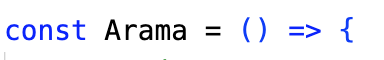 const Arama = () => {